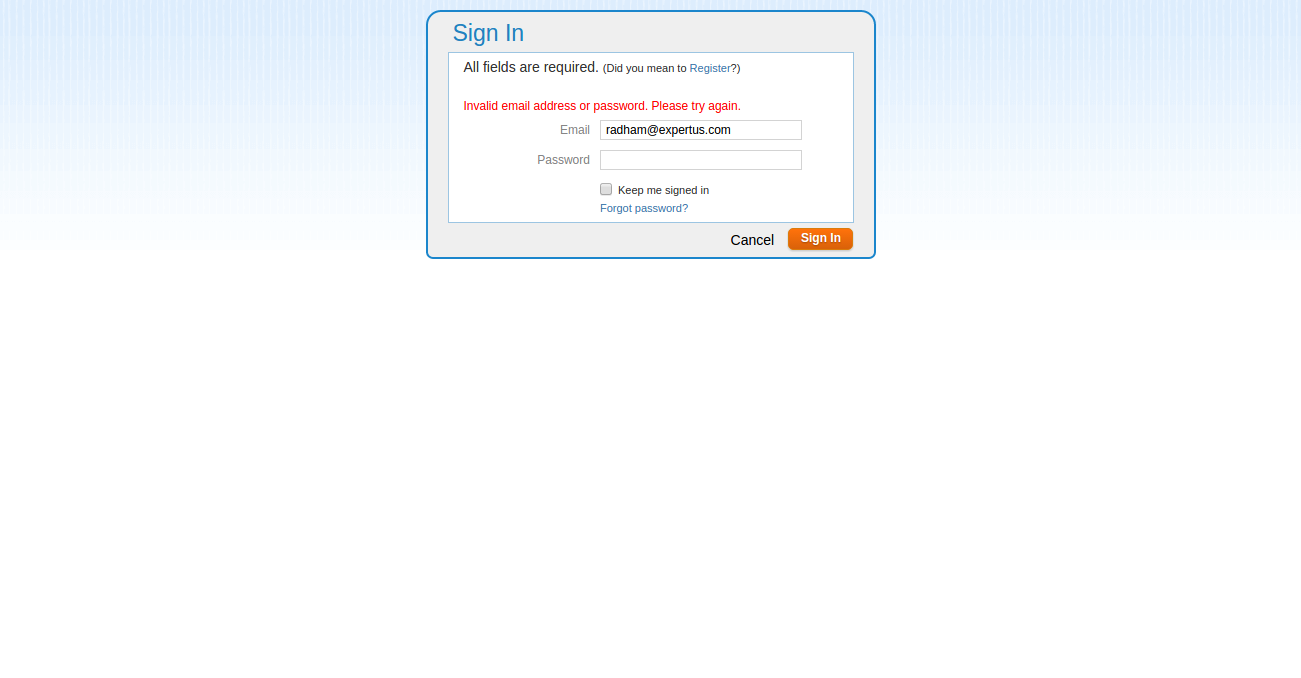 Sign In
All fields are required. (Did you mean to Register?)
Invalid email address or password. Please try again.
Email radham@expertus.com
Password
Keep me signed in
Forgot password?
Cancel Sign In